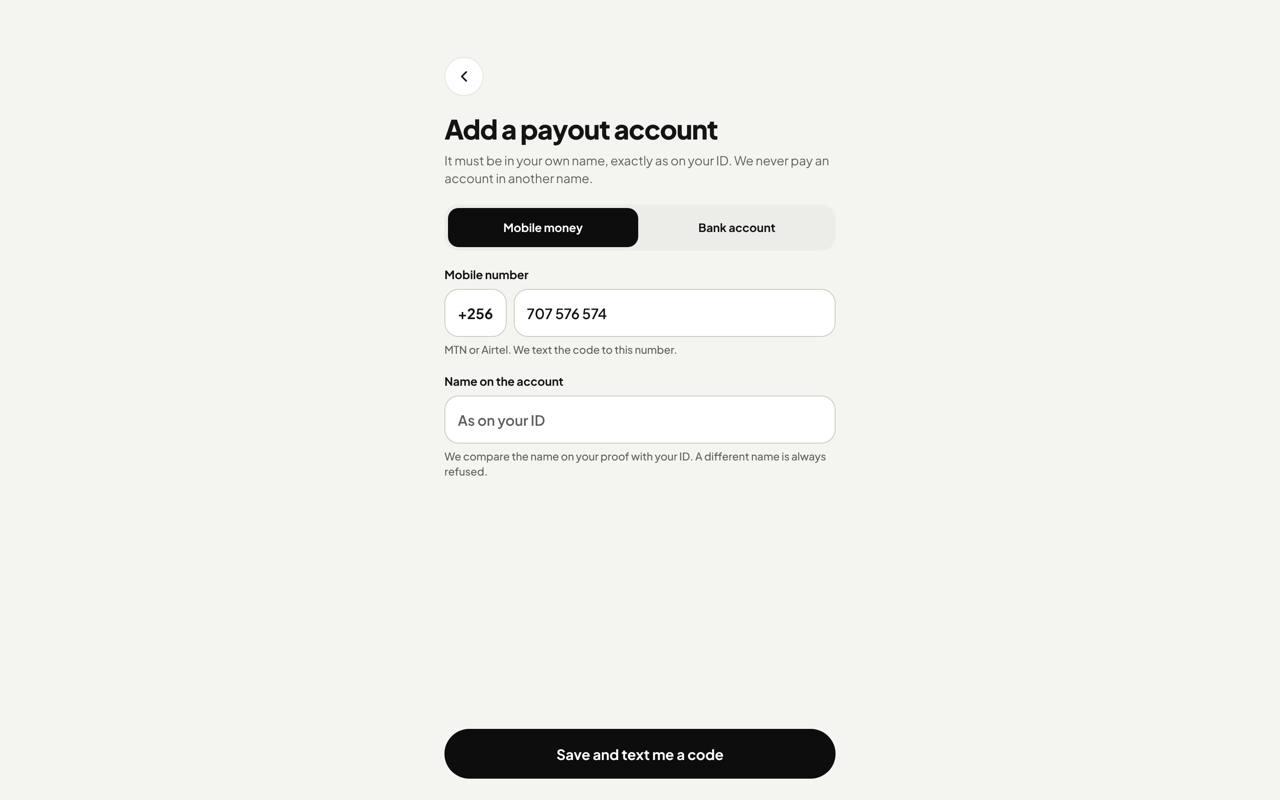 Add a payout account
It must be in your own name, exactly as on your ID. We never pay an
account in another name.
Mobile money
Bank account
Mobile number
+256
707 576 574
MTN or Airtel. We text the code to this number.
Name on the account
As on your ID
We compare the name on your proof with your ID. A different name is always
refused.
Save and text me a code